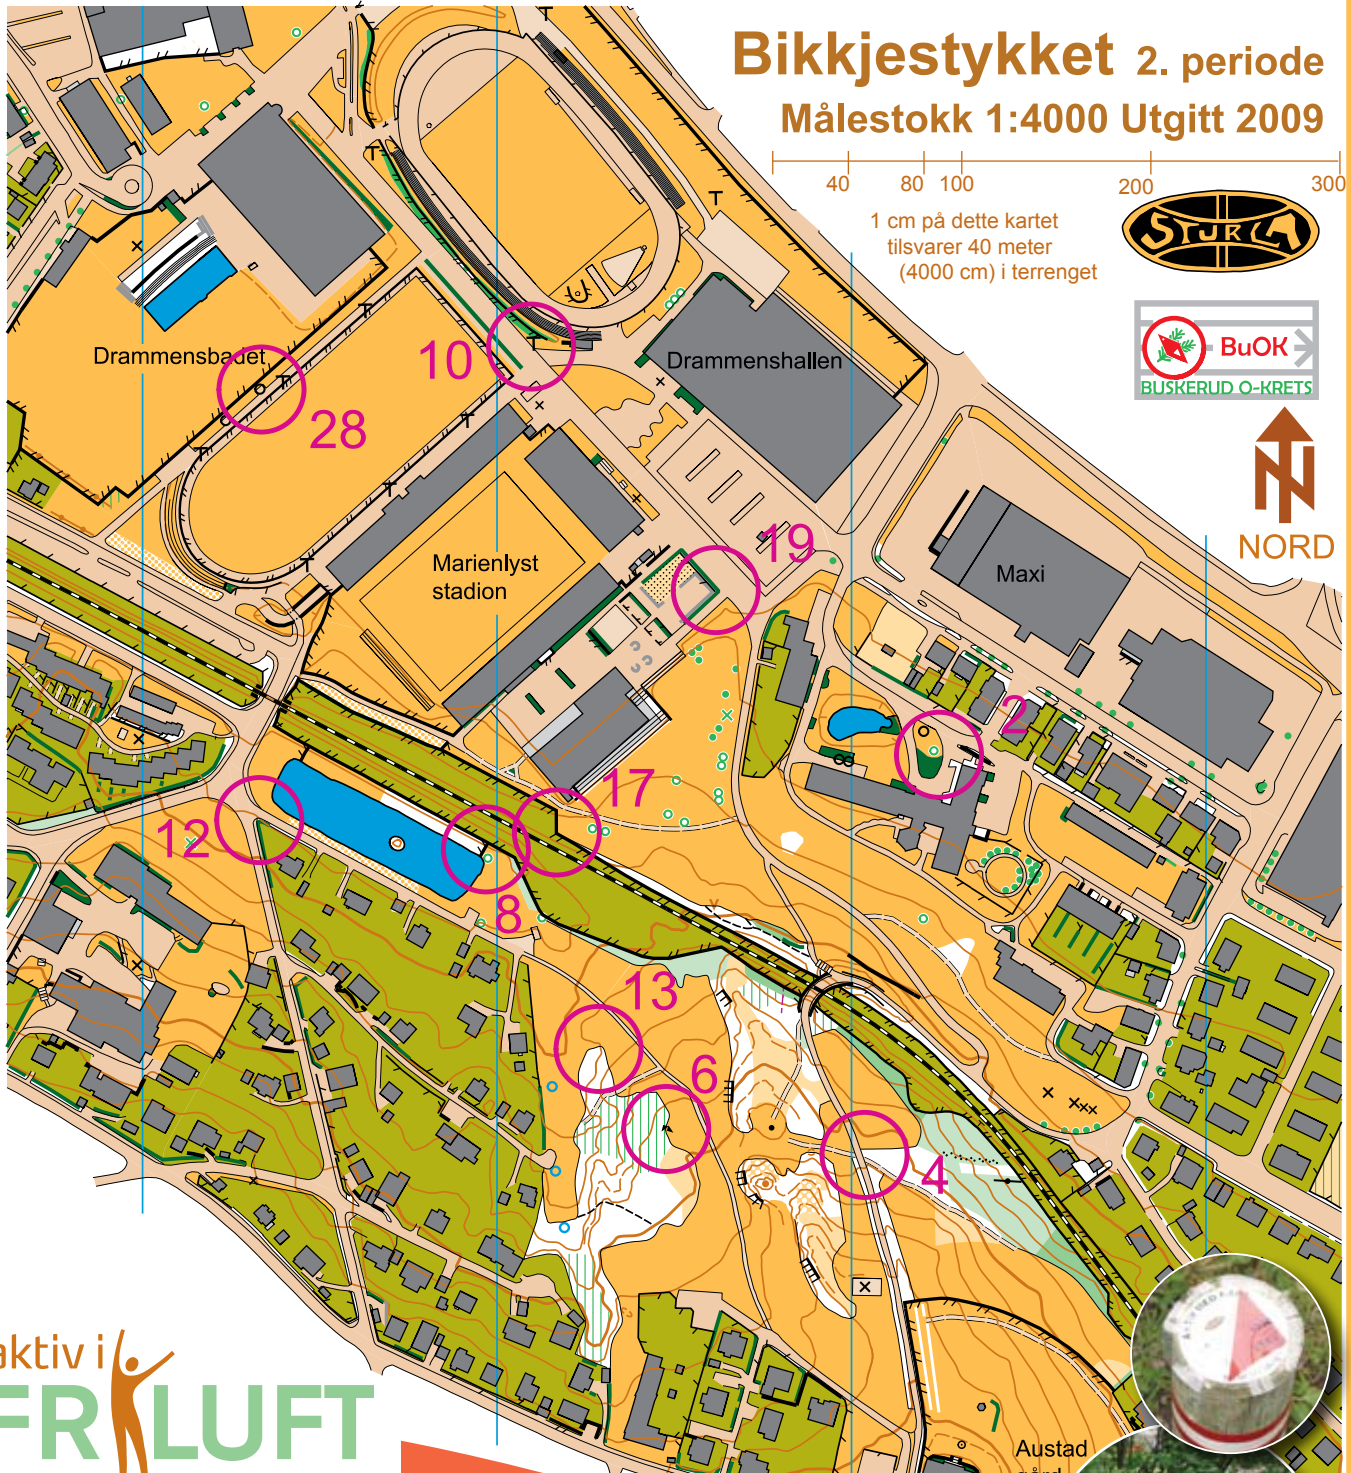 Bikkjestykket 2. periode
Målestokk 1:4000 Utgitt 2009
40 80 100 200 300
1 cm på dette kartet
tilsvarer 40 meter
(4000 cm) i terrenget
STURLA
BuOK
BUSKERUD O-KRETS
N
NORD
Drammensbadet
10
Drammenshallen
28
19
Marienlyst
stadion
Maxi
2
17
12
8
13
6
4
aktiv i
FRILUFT
Austad
gård